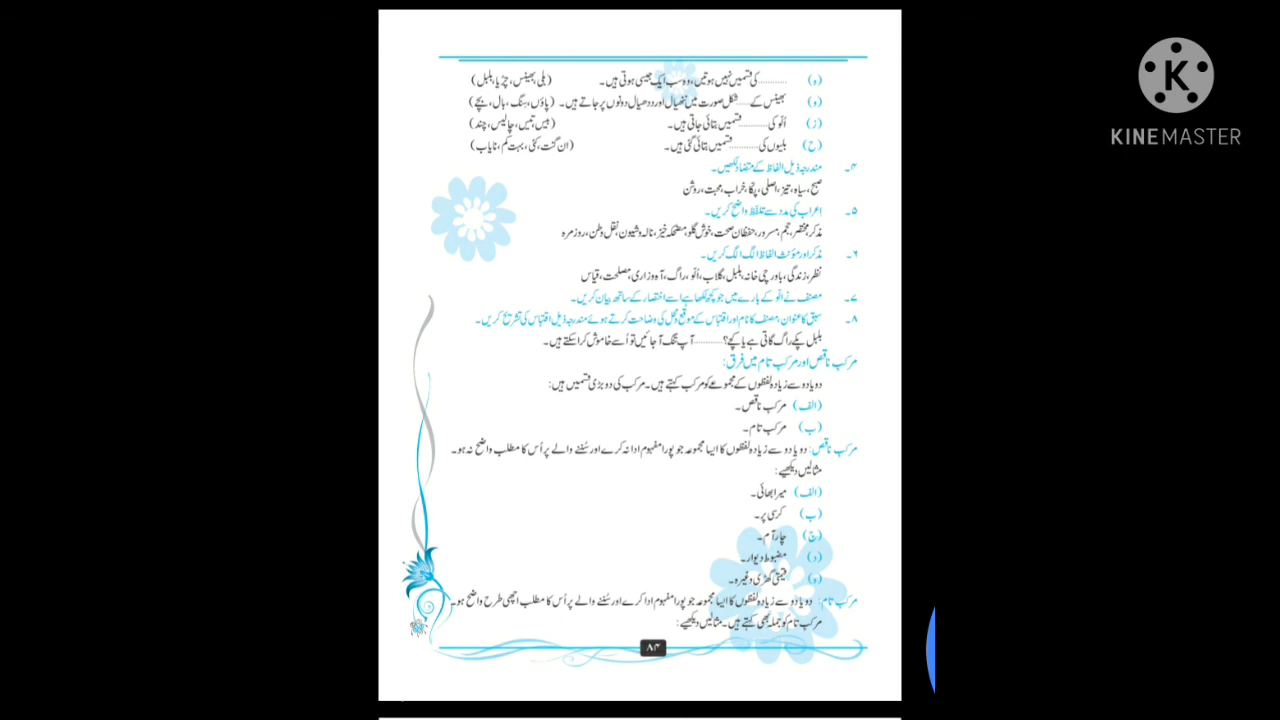 (ہ) ............ کی قسمیں نہیں ہوتیں، وہ سب ایک جیسی ہوتی ہیں۔ (بلی، بھینس، چڑیا، بلبل)
(و) بھینس کے ...... شکل صورت میں ننھیال اور ددھیال دونوں پر جاتے ہیں۔ (پاؤں، سِنگ، بال، بچے)
(ز) اُلّو کی ............ قسمیں بتائی جاتی ہیں۔ (بیس، تیس، چالیس، چند)
(ح) بلیوں کی ............ قسمیں بتائی گئی ہیں۔ (ان گنت، کئی، بہت کم، نایاب)
۴۔ مندرجہ ذیل الفاظ کے متضاد لکھیں۔
صبح، سیاہ، تیز، اصلی، پکّا، خراب، محبت، روشن
۵۔ اِعراب کی مدد سے تلفظ واضح کریں۔
مذکر، مختصر، حجم، مسرور، حفظانِ صحت، خوش گلو، مضحکہ خیز، نالہ و شیون، نقلِ وطن، روزمرہ
۶۔ مذکر اور مؤنث الفاظ الگ الگ کریں۔
نظر، زندگی، باورچی خانہ، بلبل، گلاب، اُلّو، راگ، آہ و زاری، مصلحت، قیاس
۷۔ مصنف نے اُلّو کے بارے میں جو کچھ لکھا ہے اسے اختصار کے ساتھ بیان کریں۔
۸۔ سبق کا عنوان، مصنف کا نام اور اقتباس کے موقع و محل کی وضاحت کرتے ہوئے مندرجہ ذیل اقتباس کی تشریح کریں۔
بلبل پکے راگ گاتی ہے یا کچے؟ ............ آپ تنگ آجائیں تو اُسے خاموش کرا سکتے ہیں۔
مرکب ناقص اور مرکب تام میں فرق:
دو یا دو سے زیادہ لفظوں کے مجموعے کو مرکب کہتے ہیں۔ مرکب کی دو بڑی قسمیں ہیں:
(الف) مرکب ناقص۔
(ب) مرکب تام۔
مرکب ناقص: دو یا دو سے زیادہ لفظوں کا ایسا مجموعہ جو پورا مفہوم ادا نہ کرے اور سُننے والے پر اُس کا مطلب واضح نہ ہو۔
مثالیں دیکھیے:
(الف) میرا بھائی۔
(ب) کرسی پر۔
(ج) چار آم۔
(د) مضبوط دیوار۔
(ہ) قیمتی گھڑی وغیرہ۔
مرکب تام: دو یا دو سے زیادہ لفظوں کا ایسا مجموعہ جو پورا مفہوم ادا کرے اور سُننے والے پر اُس کا مطلب اچھی طرح واضح ہو۔
مرکب تام کو جملہ بھی کہتے ہیں۔ مثالیں دیکھیے:
۸۴
K
KINEMASTER